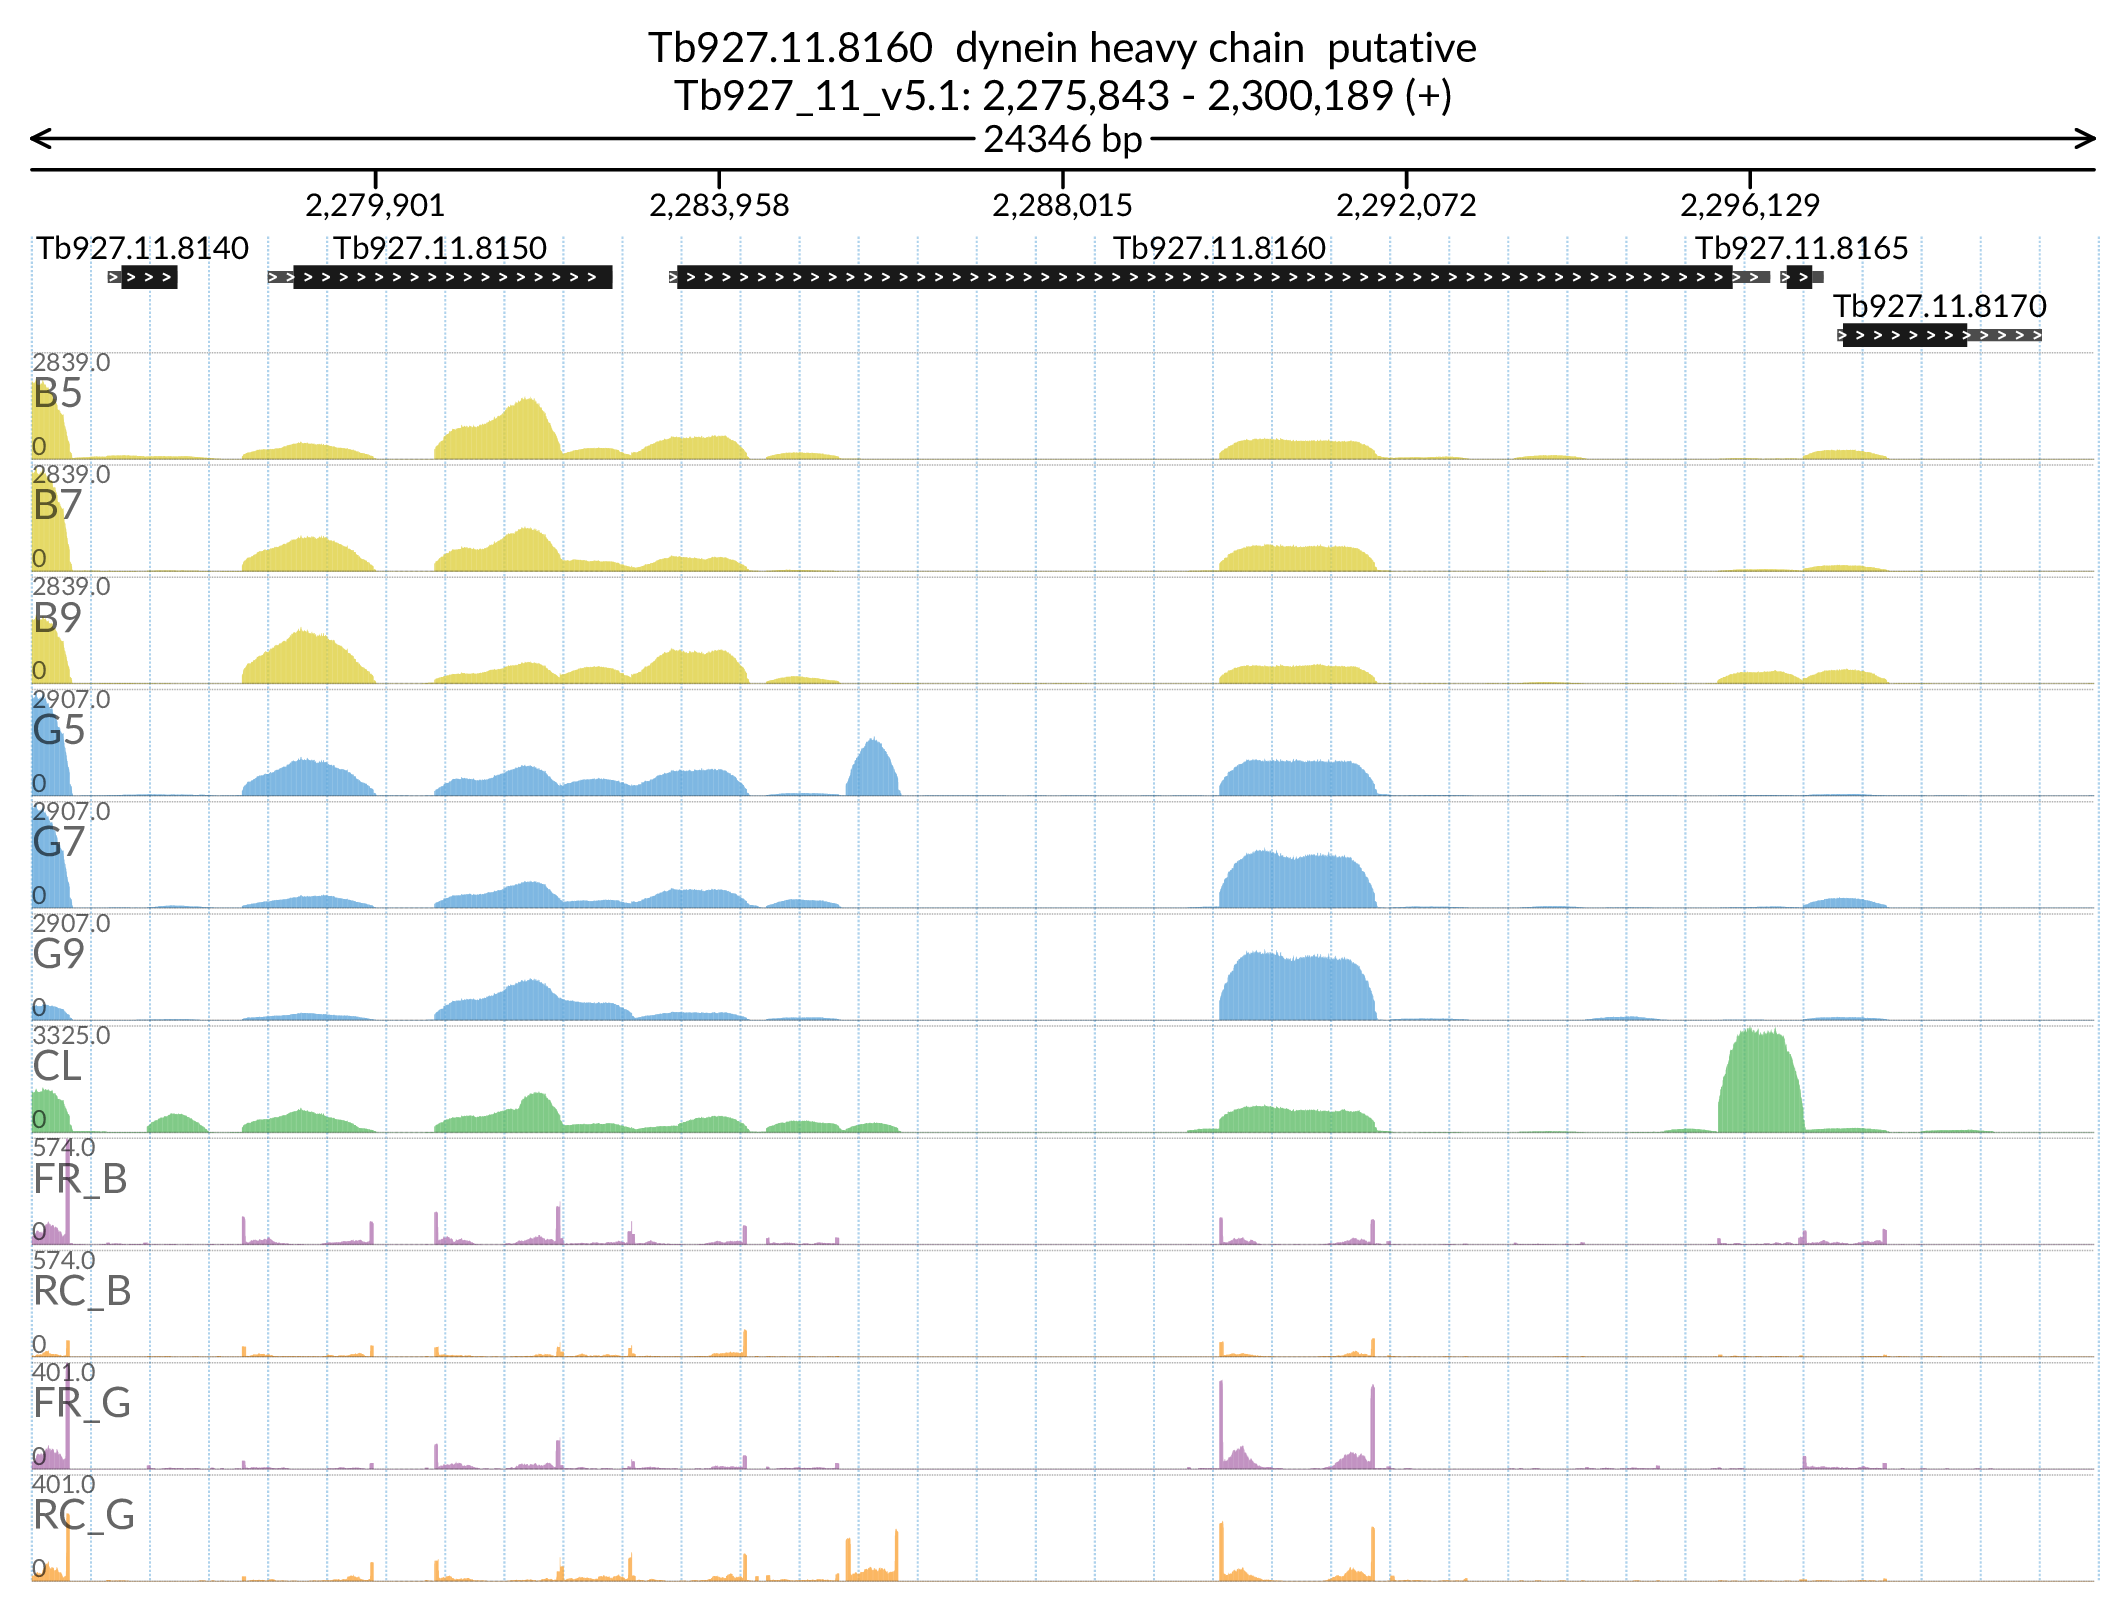 Tb927.11.8160  dynein heavy chain  putative
Tb927_11_v5.1: 2,275,843 - 2,300,189 (+)
24346 bp
2,279,901 2,283,958 2,288,015 2,292,072 2,296,129
Tb927.11.8140 Tb927.11.8150 Tb927.11.8160 Tb927.11.8165
Tb927.11.8170
2839.0
B5
0
2839.0
B7
0
2839.0
B9
0
2907.0
G5
0
2907.0
G7
0
2907.0
G9
0
3325.0
CL
0
574.0
FR_B
0
574.0
RC_B
0
401.0
FR_G
0
401.0
RC_G
0